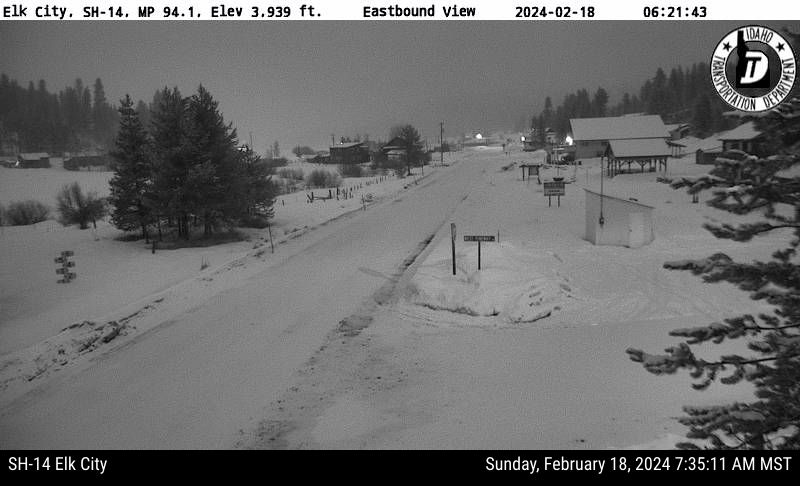 Elk City, SH-14, MP 94.1, Elev 3,939 ft. Eastbound View 2024-02-18 06:21:43
IDAHO
TRANSPORTATION DEPARTMENT
SH-14 Elk City Sunday, February 18, 2024 7:35:11 AM MST